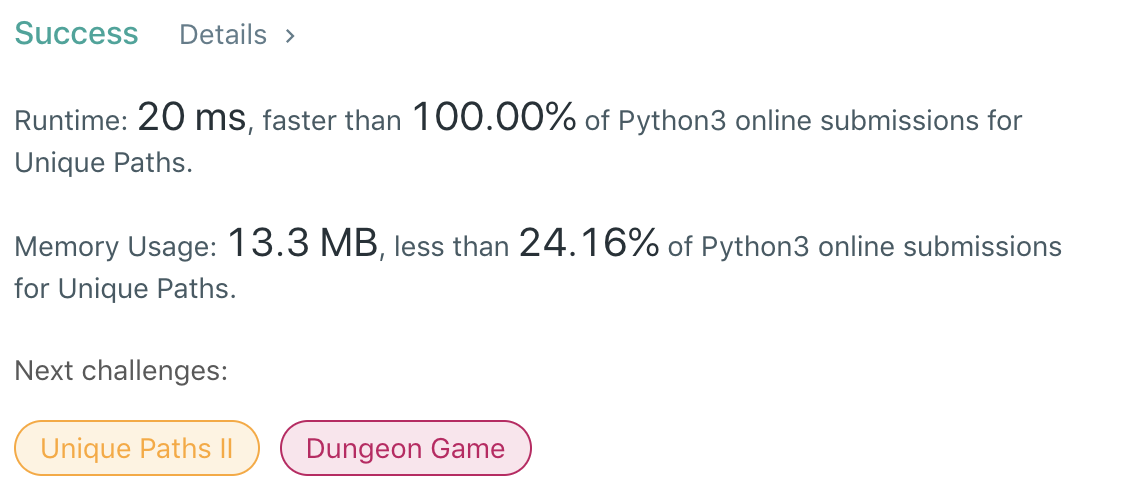 Success Details >
Runtime: 20 ms, faster than 100.00% of Python3 online submissions for
Unique Paths.
Memory Usage: 13.3 MB, less than 24.16% of Python3 online submissions
for Unique Paths.
Next challenges:
Unique Paths II Dungeon Game